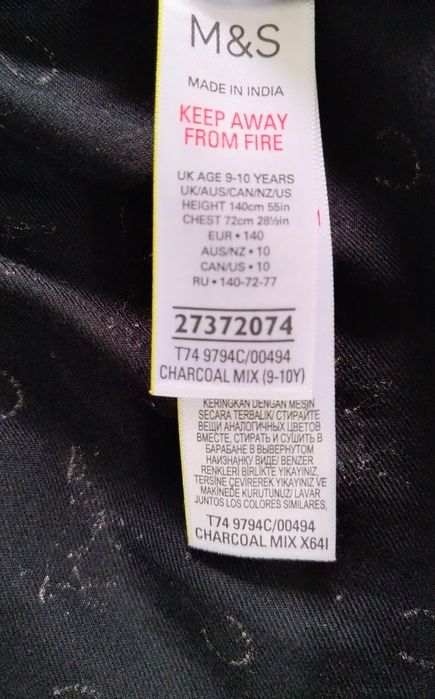 M&S
MADE IN INDIA
KEEP AWAY
FROM FIRE
UK AGE 9-10 YEARS
UK/AUS/CAN/NZ/US
HEIGHT 140cm 55in
CHEST 72cm 28½in
EUR • 140
AUS/NZ • 10
CAN/US • 10
RU • 140-72-77
27372074
T74 9794C/00494
CHARCOAL MIX (9-10Y)
KERINGKAN DENGAN MESIN
SECARA TERBALIK/ СТИРАЙТЕ
ВЕЩИ АНАЛОГИЧНЫХ ЦВЕТОВ
ВМЕСТЕ, СТИРАТЬ И СУШИТЬ В
БАРАБАНЕ В ВЫВЕРНУТОМ
НАИЗНАНКУ ВИДЕ/ BENZER
RENKLERI BİRLİKTE YIKAYINIZ,
TERSİNE ÇEVİREREK YIKAYINIZ VE
MAKİNEDE KURUTUNUZ/ LAVAR
JUNTOS LOS COLORES SIMILARES,
T74 9794C/00494
CHARCOAL MIX X64I